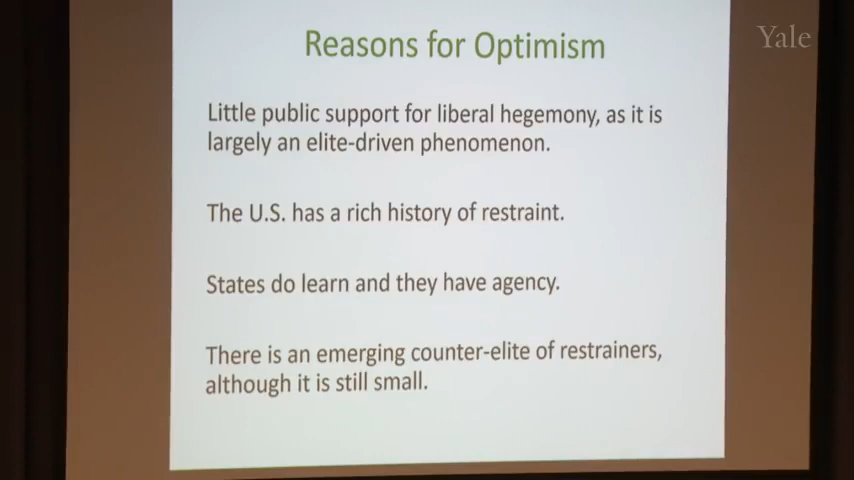 Reasons for Optimism
Yale
Little public support for liberal hegemony, as it is
largely an elite-driven phenomenon.
The U.S. has a rich history of restraint.
States do learn and they have agency.
There is an emerging counter-elite of restrainers,
although it is still small.